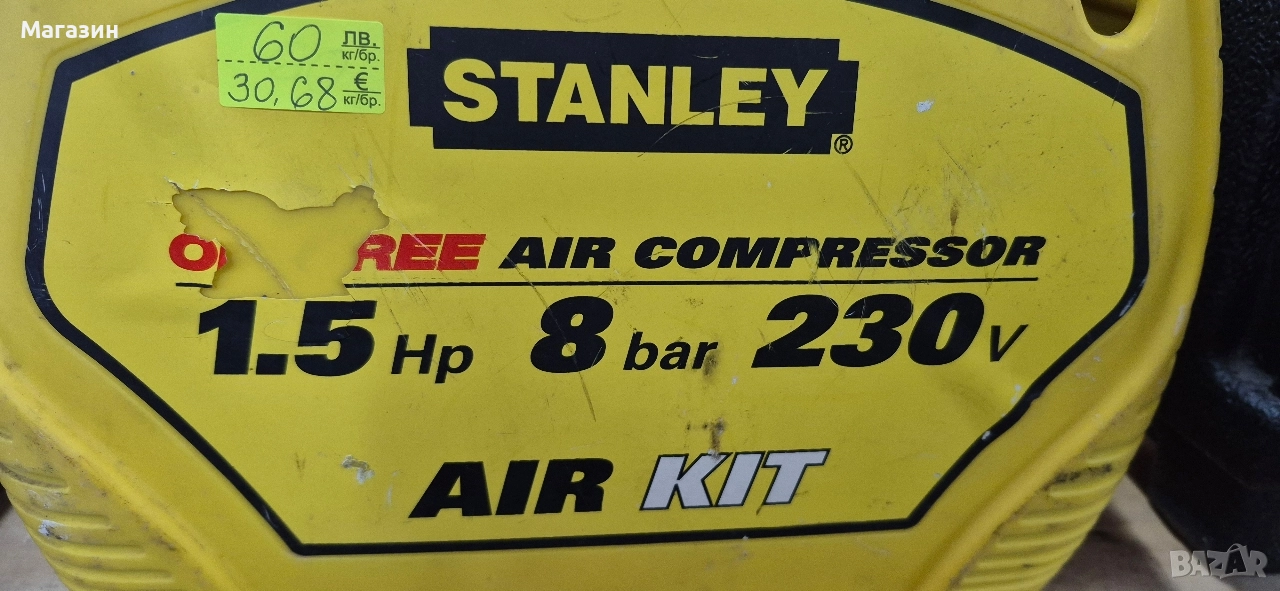 Магазин
60 ЛВ. кг/бр.
30,68 € кг/бр.
STANLEY®
REE AIR COMPRESSOR
1.5 Hp 8 bar 230 V
AIR KIT
BAZAR